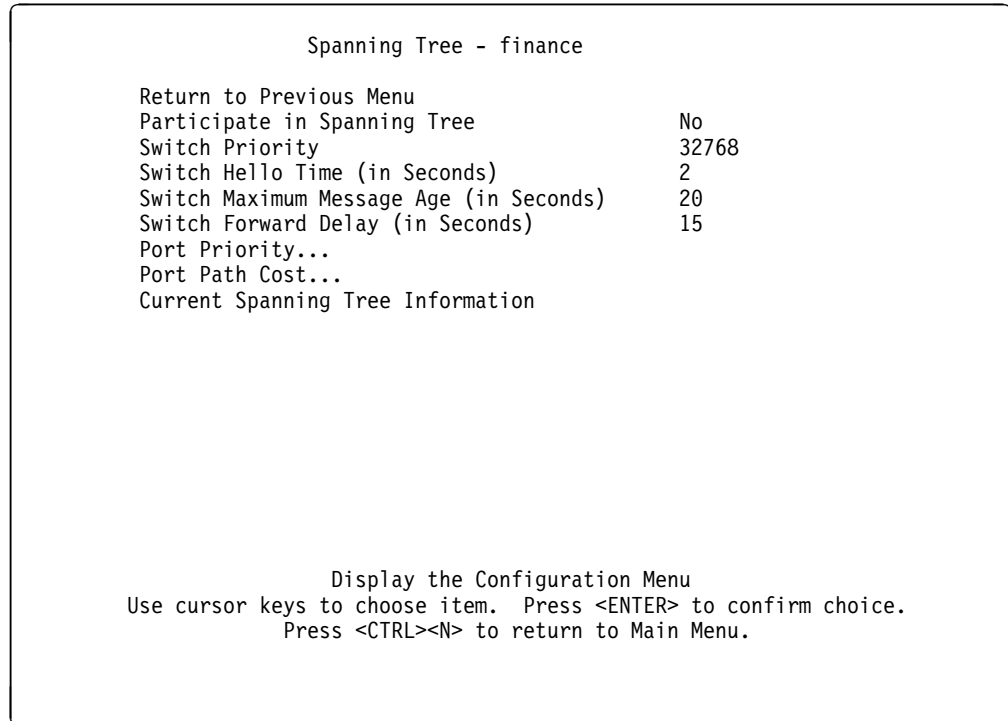 Spanning Tree - finance
Return to Previous Menu
Participate in Spanning Tree No
Switch Priority 32768
Switch Hello Time (in Seconds) 2
Switch Maximum Message Age (in Seconds) 20
Switch Forward Delay (in Seconds) 15
Port Priority...
Port Path Cost...
Current Spanning Tree Information
Display the Configuration Menu
Use cursor keys to choose item. Press <ENTER> to confirm choice.
Press <CTRL><N> to return to Main Menu.